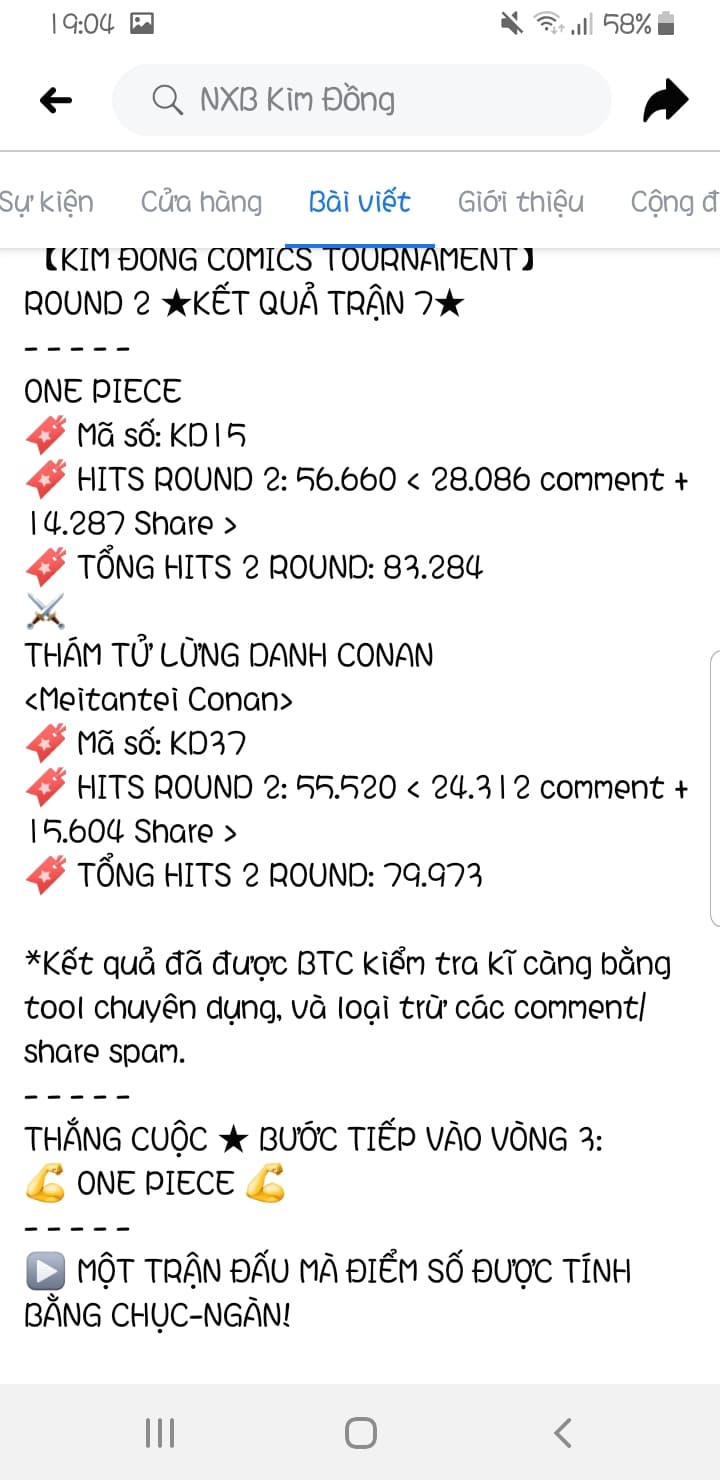 19:04 58%
NXB Kim Đồng
Sự kiện Cửa hàng Bài viết Giới thiệu Cộng đ
【KIM ĐỒNG COMICS TOURNAMENT】
ROUND 2 ★KẾT QUẢ TRẬN 7★
- - - - -
ONE PIECE
Mã số: KD15
HITS ROUND 2: 56.660 < 28.086 comment +
14.287 Share >
TỔNG HITS 2 ROUND: 83.284
⚔
THÁM TỬ LỪNG DANH CONAN
<Meitantei Conan>
Mã số: KD37
HITS ROUND 2: 55.520 < 24.312 comment +
15.604 Share >
TỔNG HITS 2 ROUND: 79.973
*Kết quả đã được BTC kiểm tra kĩ càng bằng
tool chuyên dụng, và loại trừ các comment/
share spam.
- - - - -
THẮNG CUỘC ★ BƯỚC TIẾP VÀO VÒNG 3:
💪 ONE PIECE 💪
- - - - -
▶ MỘT TRẬN ĐẤU MÀ ĐIỂM SỐ ĐƯỢC TÍNH
BẰNG CHỤC-NGÀN!